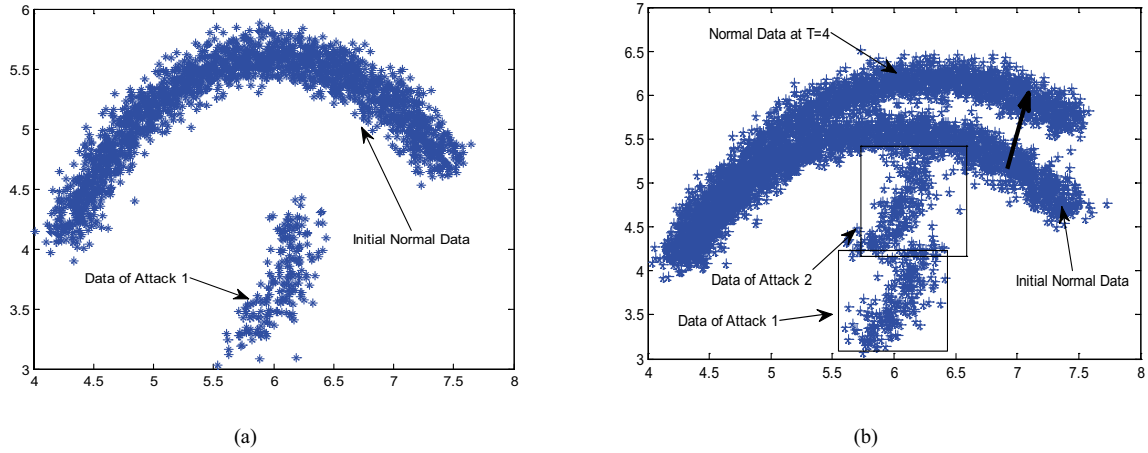 6
5.5
5
4.5
4
3.5
3
4 4.5 5 5.5 6 6.5 7 7.5 8
Initial Normal Data
Data of Attack 1
(a)
7
6.5
6
5.5
5
4.5
4
3.5
3
4 4.5 5 5.5 6 6.5 7 7.5 8
Normal Data at T=4
Data of Attack 2
Initial Normal Data
Data of Attack 1
(b)